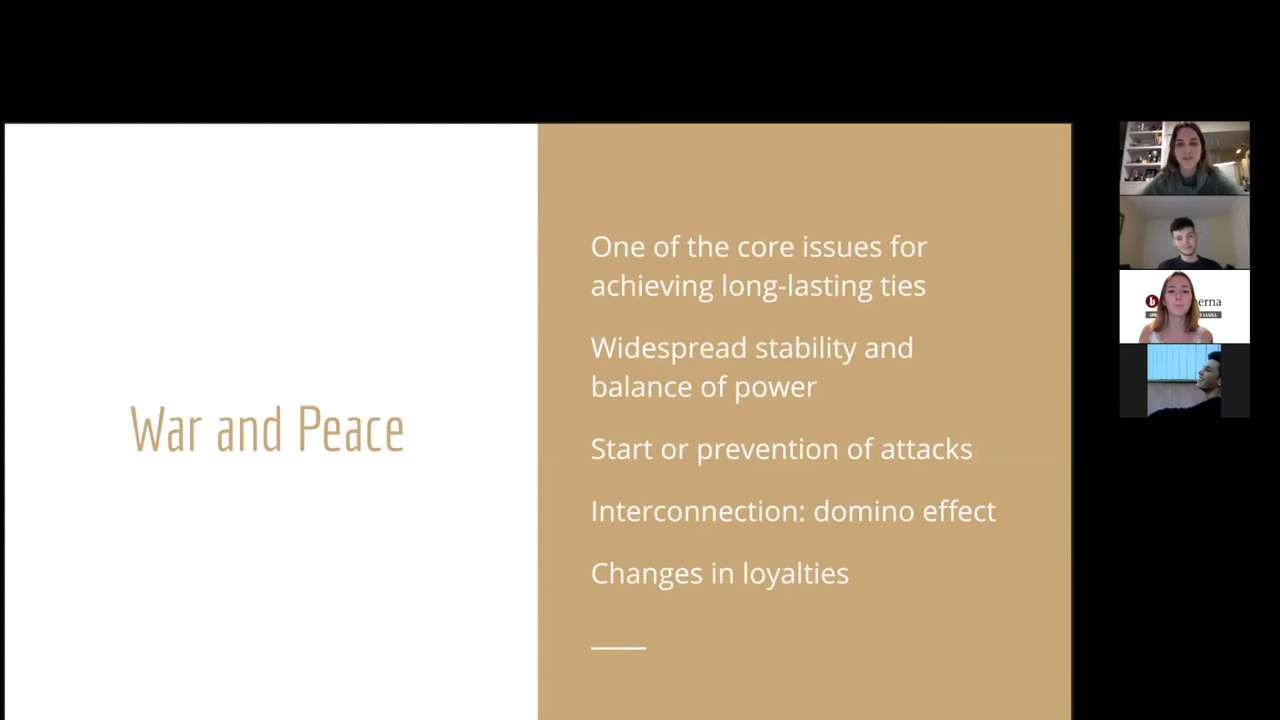 War and Peace
One of the core issues for
achieving long-lasting ties
Widespread stability and
balance of power
Start or prevention of attacks
Interconnection: domino effect
Changes in loyalties
b
erna